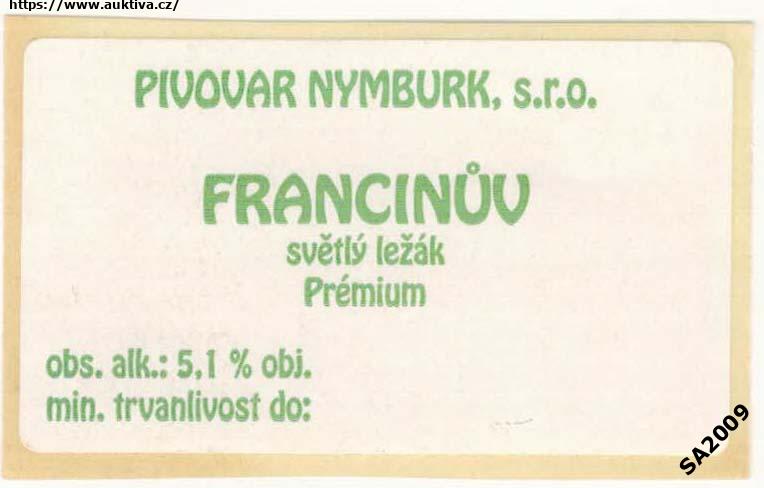 https://www.auktiva.cz/
PIVOVAR NYMBURK, s.r.o.
FRANCINŮV
světlý ležák
Prémium
obs. alk.: 5,1 % obj.
min. trvanlivost do:
SA2009